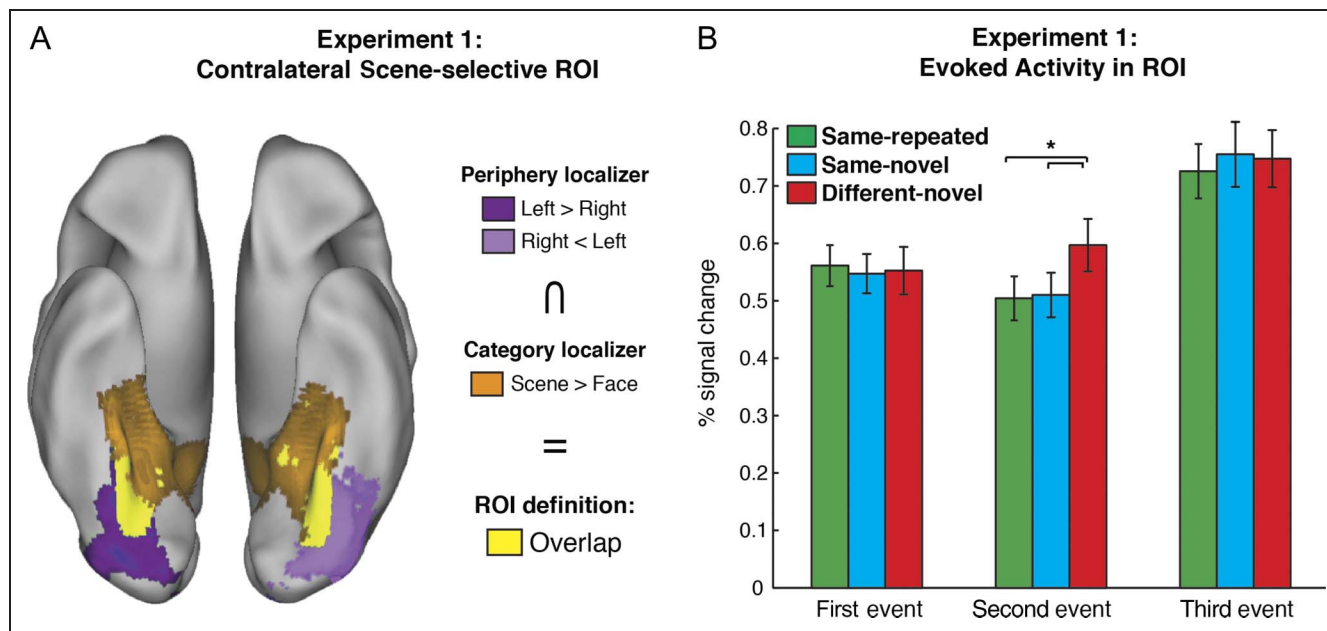 A
Experiment 1:
Contralateral Scene-selective ROI
Periphery localizer
Left > Right
Right < Left
∩
Category localizer
Scene > Face
=
ROI definition:
Overlap
B
Experiment 1:
Evoked Activity in ROI
Same-repeated
Same-novel
Different-novel
*
% signal change
0.8
0.7
0.6
0.5
0.4
0.3
0.2
0.1
0
First event
Second event
Third event